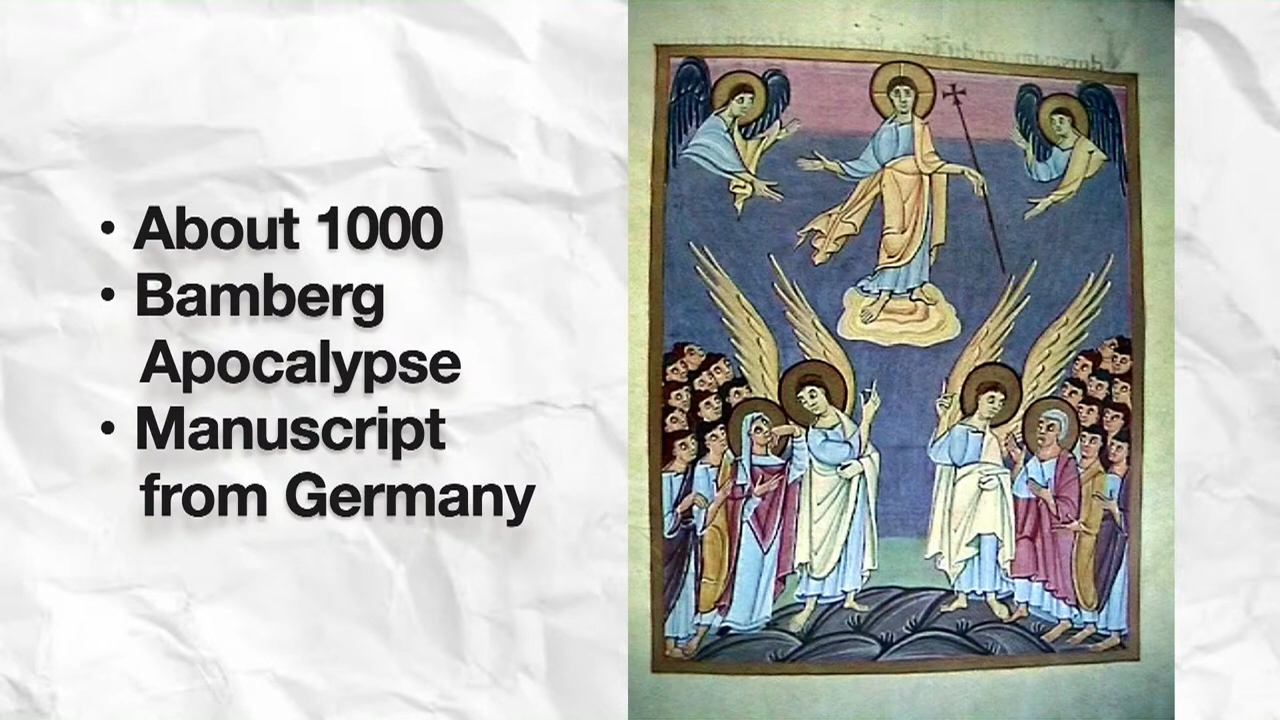 • About 1000
• Bamberg
Apocalypse
• Manuscript
from Germany